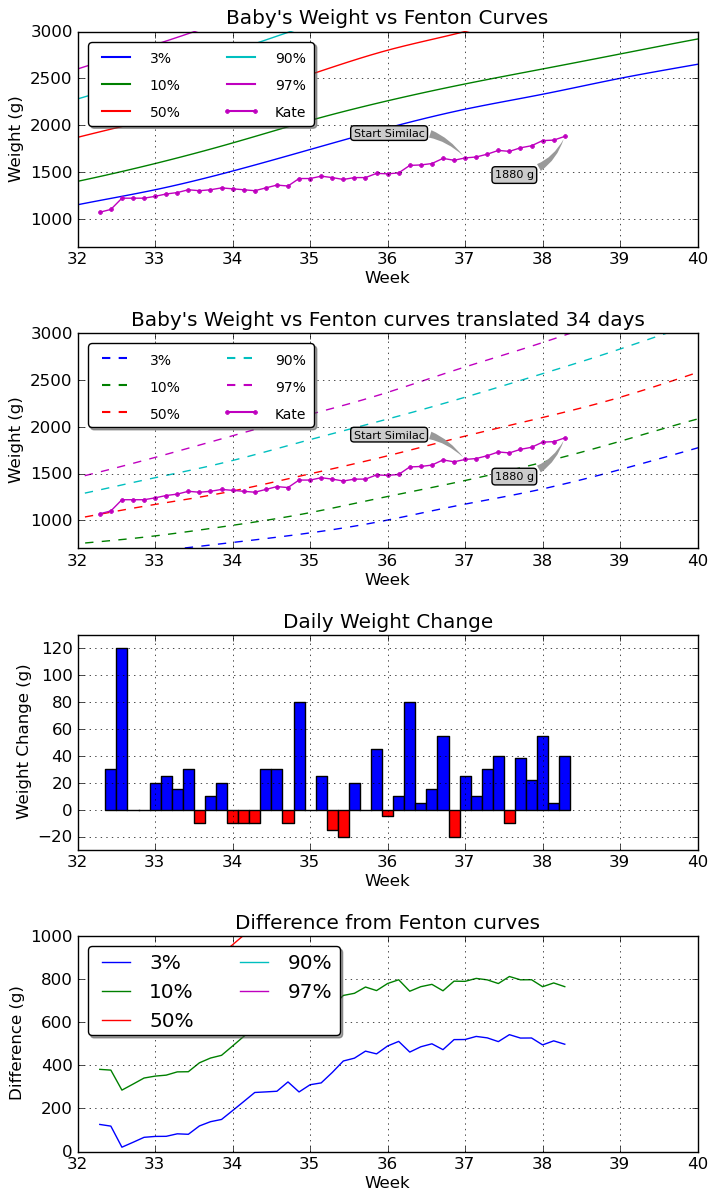 Baby's Weight vs Fenton Curves
3000
2500
2000
1500
1000
Weight (g)
3%
10%
50%
90%
97%
Kate
Start Similac
1880 g
32 33 34 35 36 37 38 39 40
Week
Baby's Weight vs Fenton curves translated 34 days
3000
2500
2000
1500
1000
Weight (g)
3%
10%
50%
90%
97%
Kate
Start Similac
1880 g
32 33 34 35 36 37 38 39 40
Week
Daily Weight Change
120
100
80
60
40
20
0
−20
Weight Change (g)
32 33 34 35 36 37 38 39 40
Week
Difference from Fenton curves
1000
800
600
400
200
0
Difference (g)
3%
10%
50%
90%
97%
32 33 34 35 36 37 38 39 40
Week